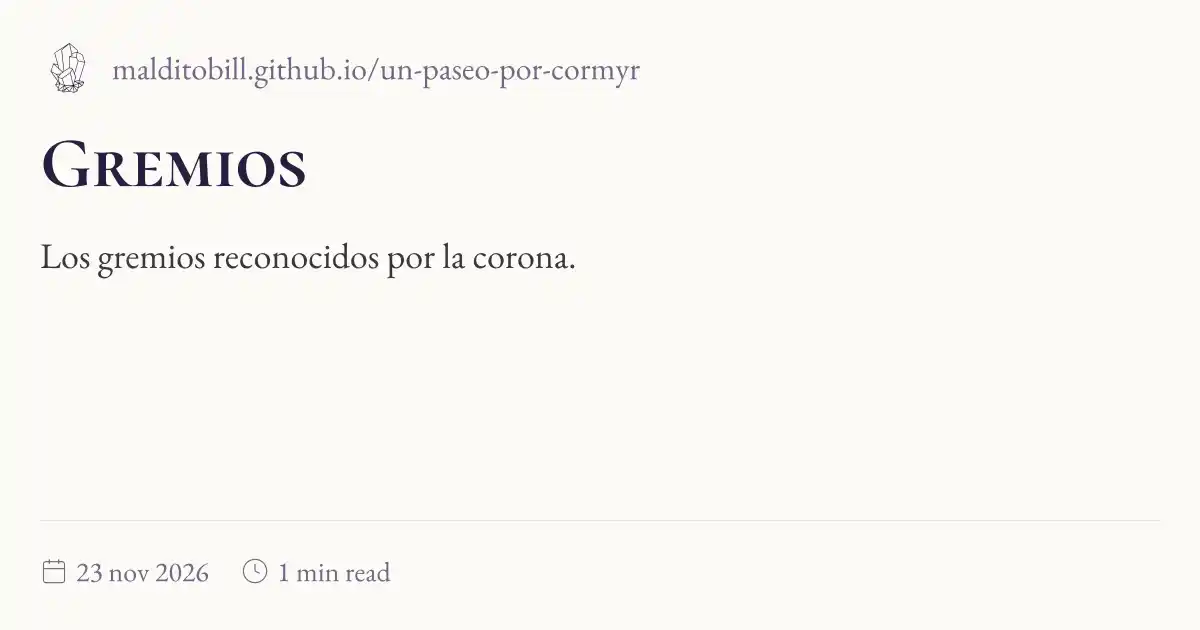 malditobill.github.io/un-paseo-por-cormyr
Gremios
Los gremios reconocidos por la corona.
23 nov 2026 1 min read